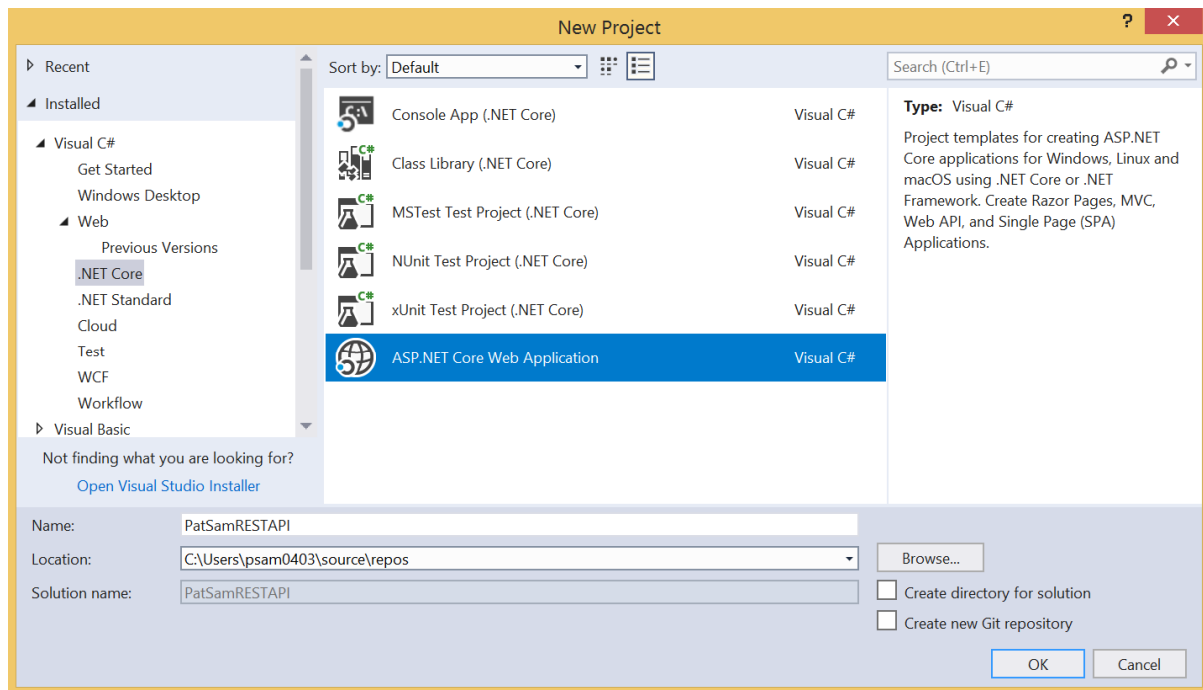 New Project
?
Recent
Installed
Visual C#
Get Started
Windows Desktop
Web
Previous Versions
.NET Core
.NET Standard
Cloud
Test
WCF
Workflow
Visual Basic
Not finding what you are looking for?
Open Visual Studio Installer
Sort by: Default
Console App (.NET Core) Visual C#
Class Library (.NET Core) Visual C#
MSTest Test Project (.NET Core) Visual C#
NUnit Test Project (.NET Core) Visual C#
xUnit Test Project (.NET Core) Visual C#
ASP.NET Core Web Application Visual C#
Search (Ctrl+E)
Type: Visual C#
Project templates for creating ASP.NET
Core applications for Windows, Linux and
macOS using .NET Core or .NET
Framework. Create Razor Pages, MVC,
Web API, and Single Page (SPA)
Applications.
Name: PatSamRESTAPI
Location: C:\Users\psam0403\source\repos
Browse...
Solution name: PatSamRESTAPI
Create directory for solution
Create new Git repository
OK Cancel